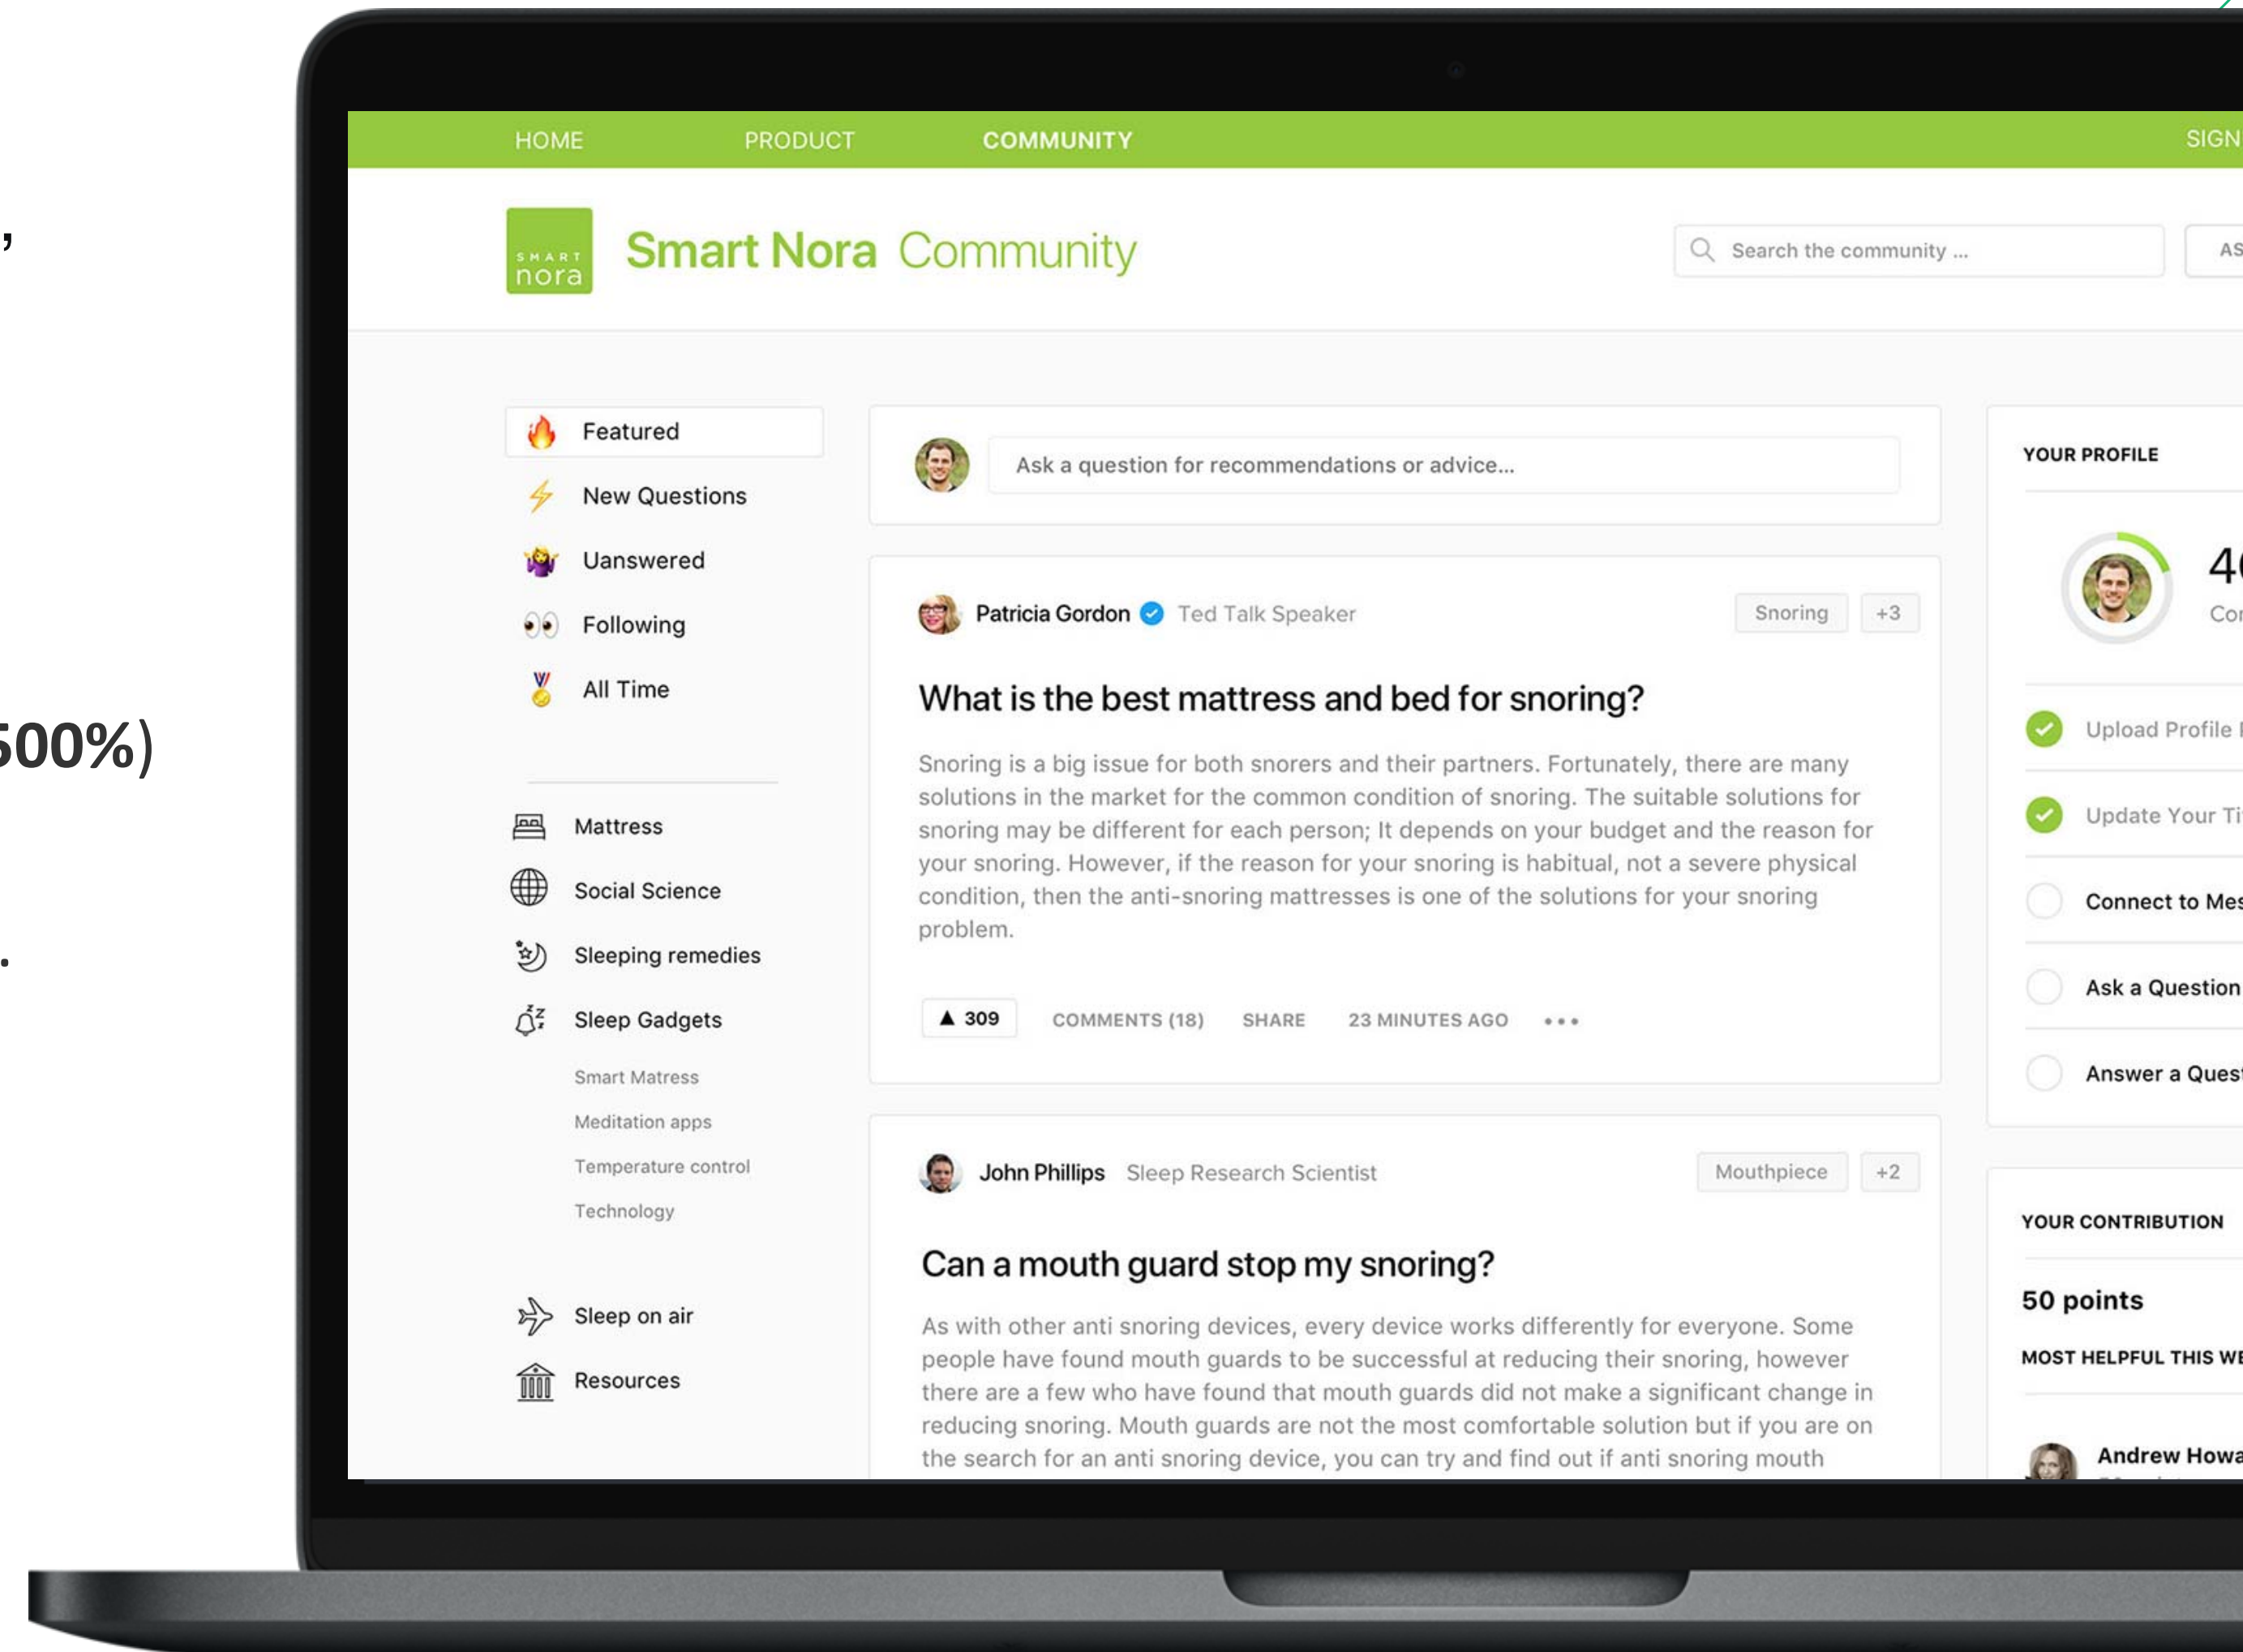 ,
500%)
.
HOME PRODUCT COMMUNITY SIGN
SMART
nora
Smart Nora Community
Search the community ...
AS
Featured
New Questions
Uanswered
Following
All Time
Mattress
Social Science
Sleeping remedies
Sleep Gadgets
Smart Matress
Meditation apps
Temperature control
Technology
Sleep on air
Resources
Ask a question for recommendations or advice...
Patricia Gordon Ted Talk Speaker
Snoring +3
What is the best mattress and bed for snoring?
Snoring is a big issue for both snorers and their partners. Fortunately, there are many
solutions in the market for the common condition of snoring. The suitable solutions for
snoring may be different for each person; It depends on your budget and the reason for
your snoring. However, if the reason for your snoring is habitual, not a severe physical
condition, then the anti-snoring mattresses is one of the solutions for your snoring
problem.
▲ 309 COMMENTS (18) SHARE 23 MINUTES AGO •••
John Phillips Sleep Research Scientist
Mouthpiece +2
Can a mouth guard stop my snoring?
As with other anti snoring devices, every device works differently for everyone. Some
people have found mouth guards to be successful at reducing their snoring, however
there are a few who have found that mouth guards did not make a significant change in
reducing snoring. Mouth guards are not the most comfortable solution but if you are on
the search for an anti snoring device, you can try and find out if anti snoring mouth
YOUR PROFILE
4
Con
Upload Profile
Update Your Ti
Connect to Mes
Ask a Question
Answer a Ques
YOUR CONTRIBUTION
50 points
MOST HELPFUL THIS WE
Andrew Howa